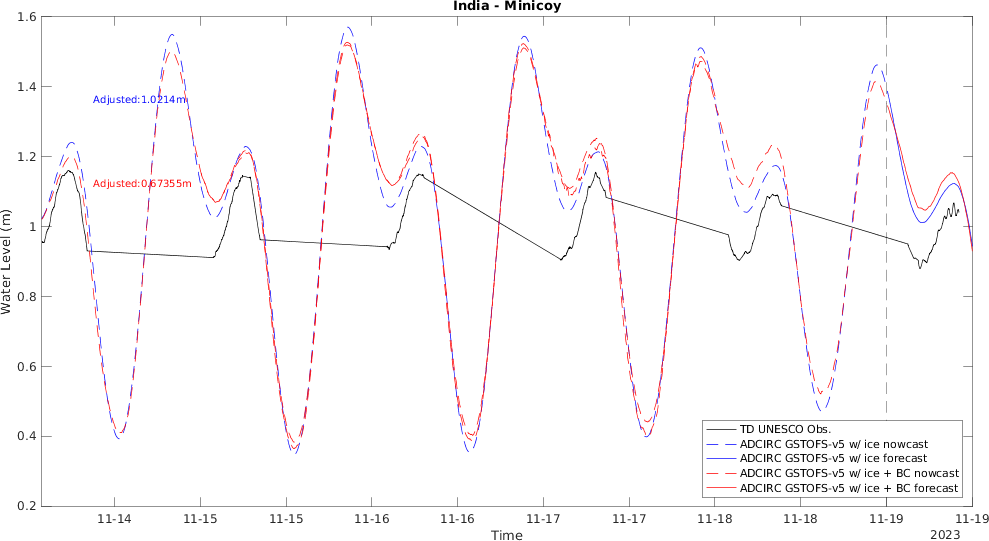 India - Minicoy
1.6
1.4
1.2
1
0.8
0.6
0.4
0.2
Water Level (m)
Adjusted:1.0214m
Adjusted:0.67355m
TD UNESCO Obs.
ADCIRC GSTOFS-v5 w/ ice nowcast
ADCIRC GSTOFS-v5 w/ ice forecast
ADCIRC GSTOFS-v5 w/ ice + BC nowcast
ADCIRC GSTOFS-v5 w/ ice + BC forecast
11-14 11-15 11-15 11-16 11-16 11-17 11-17 11-18 11-18 11-19 11-19
Time
2023